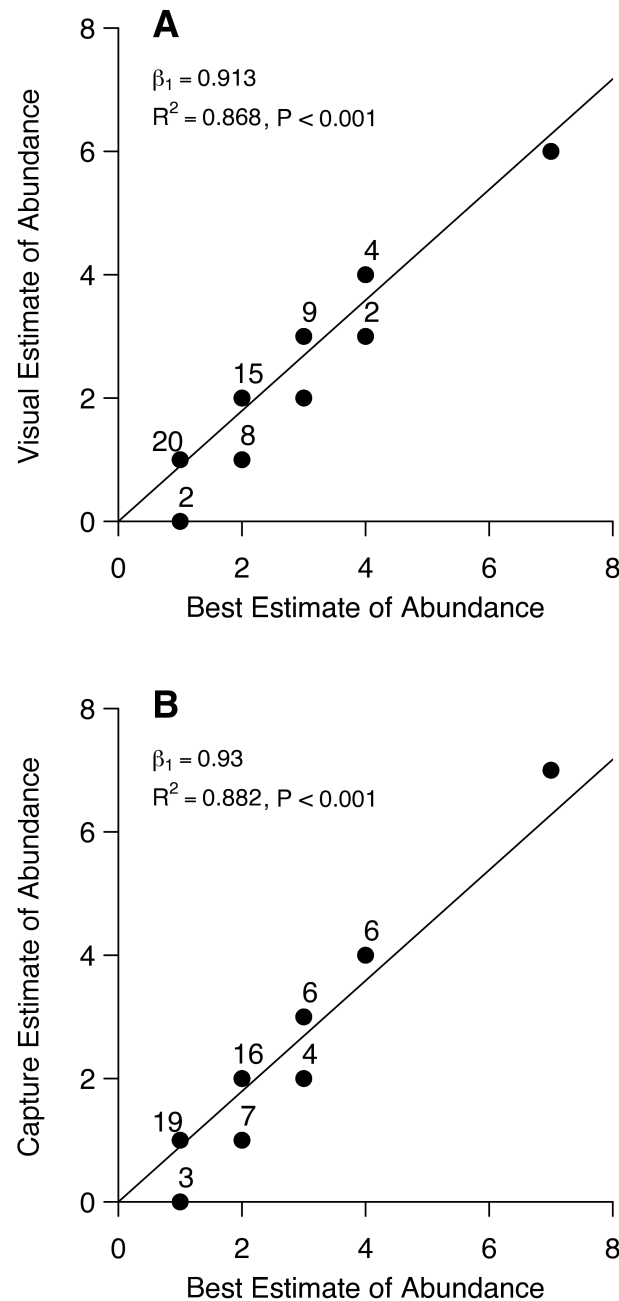 A
β1 = 0.913
R2 = 0.868, P < 0.001
8
6
4
2
0
4
9
2
15
20
8
2
0 2 4 6 8
Visual Estimate of Abundance
Best Estimate of Abundance
B
β1 = 0.93
R2 = 0.882, P < 0.001
8
6
4
2
0
6
6
16
4
19
7
3
0 2 4 6 8
Capture Estimate of Abundance
Best Estimate of Abundance